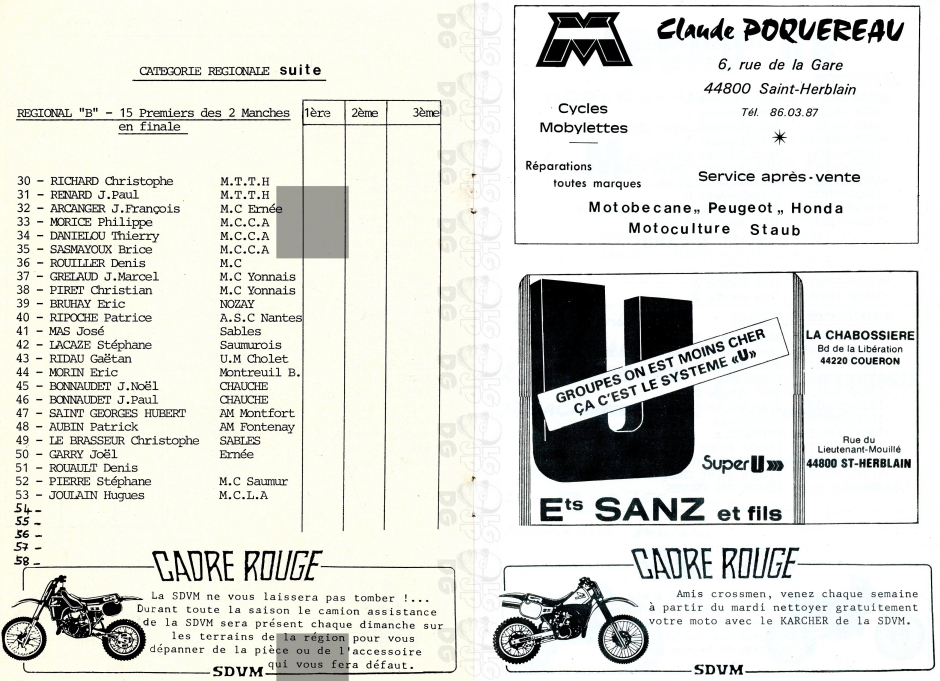 CATEGORIE REGIONALE suite
REGIONAL "B" - 15 Premiers des 2 Manches 1ère 2ème 3ème
en finale
30 - RICHARD Christophe M.T.T.H
31 - RENARD J.Paul M.T.T.H
32 - ARCANGER J.François M.C Ernée
33 - MORICE Philippe M.C.C.A
34 - DANIELOU Thierry M.C.C.A
35 - SASMAYOUX Brice M.C.C.A
36 - ROUILLER Denis M.C
37 - GRELAUD J.Marcel M.C Yonnais
38 - PIRET Christian M.C Yonnais
39 - BRUHAY Eric NOZAY
40 - RIPOCHE Patrice A.S.C Nantes
41 - MAS José Sables
42 - LACAZE Stéphane Saumurois
43 - RIDAU Gaëtan U.M Cholet
44 - MORIN Eric Montreuil B.
45 - BONNAUDET J.Noël CHAUCHE
46 - BONNAUDET J.Paul CHAUCHE
47 - SAINT GEORGES HUBERT AM Montfort
48 - AUBIN Patrick AM Fontenay
49 - LE BRASSEUR Christophe SABLES
50 - GARRY Joël Ernée
51 - ROUAULT Denis
52 - PIERRE Stéphane M.C Saumur
53 - JOULAIN Hugues M.C.L.A
54 -
55 -
56 -
57 -
58 -
CADRE ROUGE
La SDVM ne vous laissera pas tomber !...
Durant toute la saison le camion assistance
de la SDVM sera présent chaque dimanche sur
les terrains de la région pour vous
dépanner de la pièce ou de l'accessoire
qui vous fera défaut.
SDVM
Claude POQUEREAU
6, rue de la Gare
44800 Saint-Herblain
Tél. 86.03.87
Cycles
Mobylettes
Réparations
toutes marques
Service après-vente
Motobecane„ Peugeot „ Honda
Motoculture Staub
U
GROUPES ON EST MOINS CHER
ÇA C'EST LE SYSTEME «U»
Super U
Ets SANZ et fils
LA CHABOSSIERE
Bd de la Libération
44220 COUERON
Rue du
Lieutenant-Mouillé
44800 ST-HERBLAIN
CADRE ROUGE
Amis crossmen, venez chaque semaine
à partir du mardi nettoyer gratuitement
votre moto avec le KARCHER de la SDVM.
SDVM